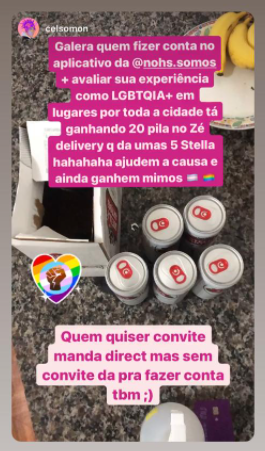 celsomon
Galera quem fizer conta no
aplicativo da @nohs.somos
+ avaliar sua experiência
como LGBTQIA+ em
lugares por toda a cidade tá
ganhando 20 pila no Zé
delivery q da umas 5 Stella
hahahaha ajudem a causa e
ainda ganhem mimos
Quem quiser convite
manda direct mas sem
convite da pra fazer conta
tbm ;)